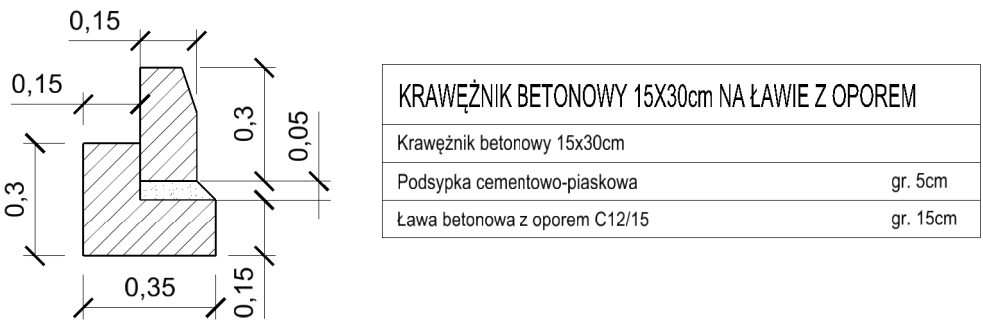 0,15
0,15
0,3
0,05
0,3
0,35
0,15
KRAWĘŻNIK BETONOWY 15X30cm NA ŁAWIE Z OPOREM
Krawężnik betonowy 15x30cm
Podsypka cementowo-piaskowa gr. 5cm
Ława betonowa z oporem C12/15 gr. 15cm